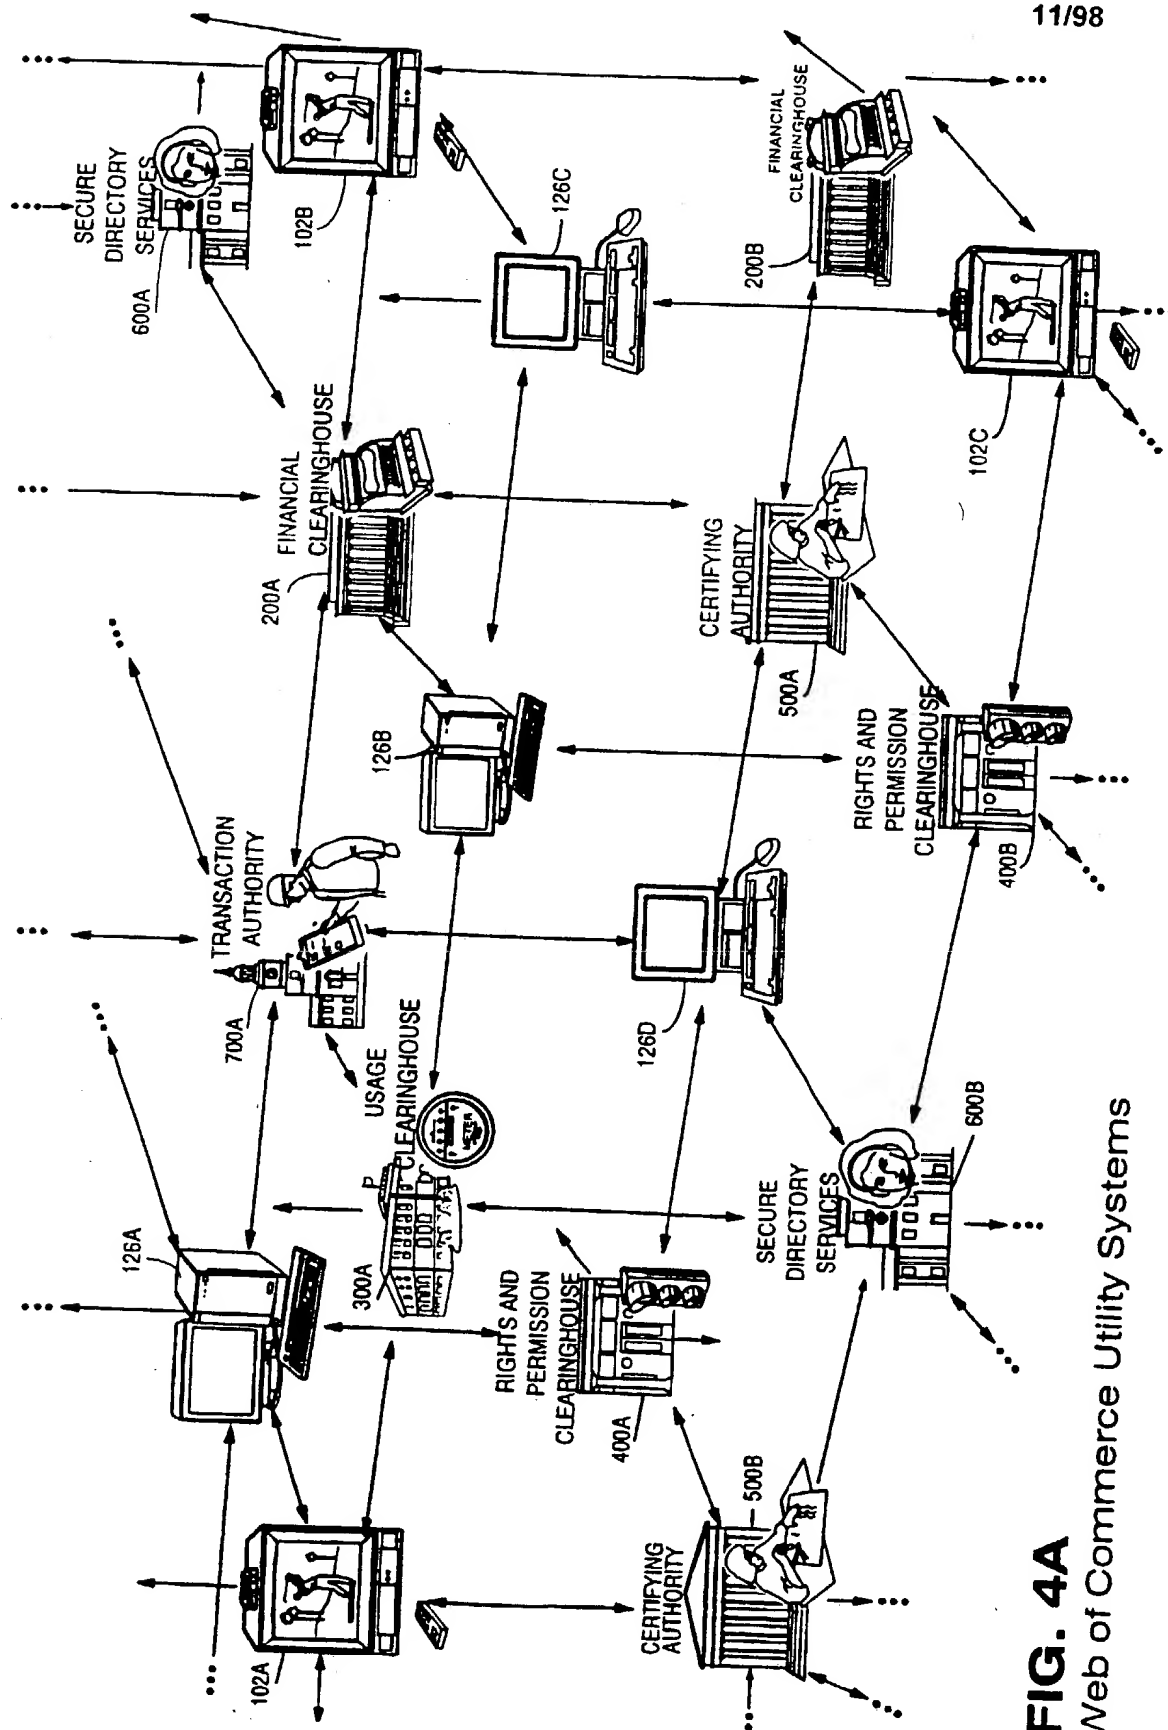 11/98
SECURE
DIRECTORY
SERVICES
600A
102B
126C
FINANCIAL
CLEARINGHOUSE
200B
102C
FINANCIAL
CLEARINGHOUSE
200A
CERTIFYING
AUTHORITY
500A
126B
RIGHTS AND
PERMISSION
CLEARINGHOUSE
400B
TRANSACTION
AUTHORITY
700A
126D
USAGE
CLEARINGHOUSE
METER
300A
SECURE
DIRECTORY
SERVICES
600B
126A
RIGHTS AND
PERMISSION
CLEARINGHOUSE
400A
102A
CERTIFYING
AUTHORITY
500B
FIG. 4A
Web of Commerce Utility Systems